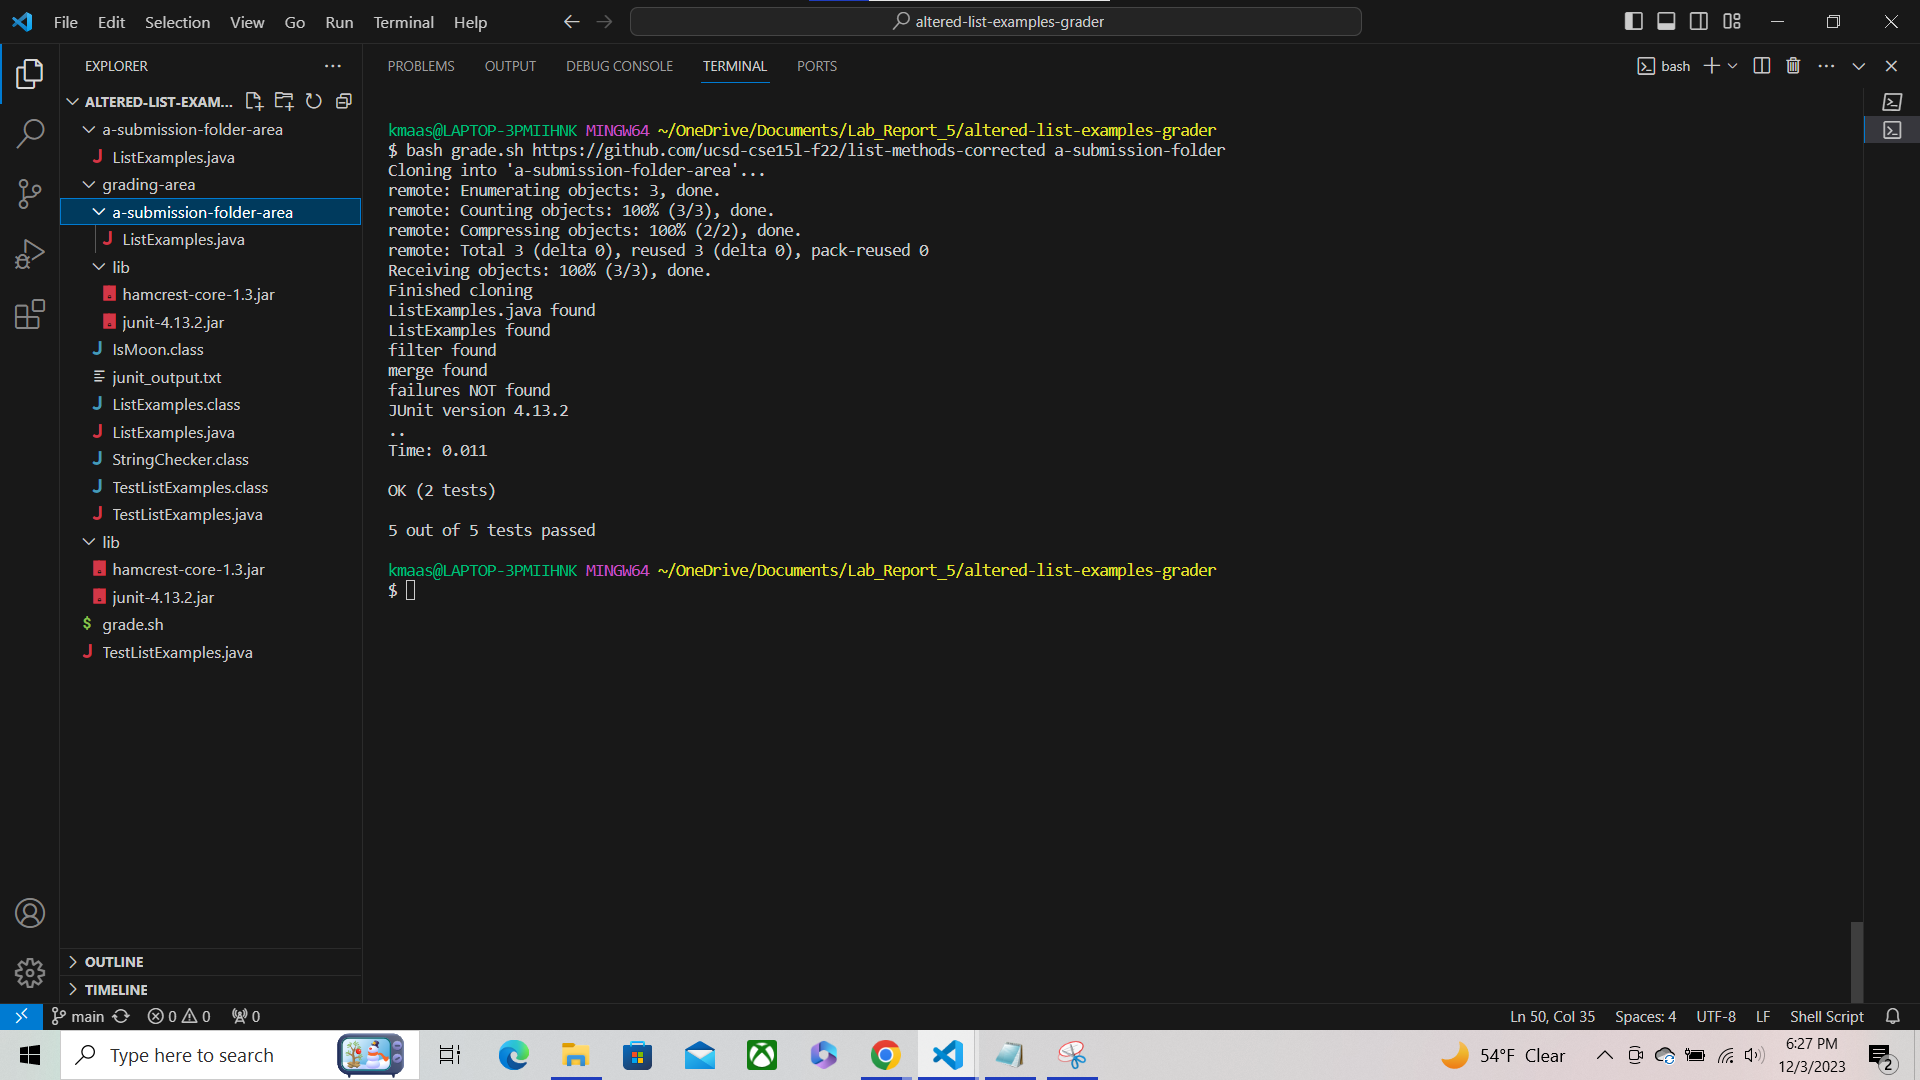 File Edit Selection View Go Run Terminal Help
altered-list-examples-grader
EXPLORER
ALTERED-LIST-EXAM...
a-submission-folder-area
ListExamples.java
grading-area
a-submission-folder-area
ListExamples.java
lib
hamcrest-core-1.3.jar
junit-4.13.2.jar
IsMoon.class
junit_output.txt
ListExamples.class
ListExamples.java
StringChecker.class
TestListExamples.class
TestListExamples.java
lib
hamcrest-core-1.3.jar
junit-4.13.2.jar
grade.sh
TestListExamples.java
OUTLINE
TIMELINE
PROBLEMS OUTPUT DEBUG CONSOLE TERMINAL PORTS
bash
kmaas@LAPTOP-3PMIIHNK MINGW64 ~/OneDrive/Documents/Lab_Report_5/altered-list-examples-grader
$ bash grade.sh https://github.com/ucsd-cse15l-f22/list-methods-corrected a-submission-folder
Cloning into 'a-submission-folder-area'...
remote: Enumerating objects: 3, done.
remote: Counting objects: 100% (3/3), done.
remote: Compressing objects: 100% (2/2), done.
remote: Total 3 (delta 0), reused 3 (delta 0), pack-reused 0
Receiving objects: 100% (3/3), done.
Finished cloning
ListExamples.java found
ListExamples found
filter found
merge found
failures NOT found
JUnit version 4.13.2
..
Time: 0.011
OK (2 tests)
5 out of 5 tests passed
kmaas@LAPTOP-3PMIIHNK MINGW64 ~/OneDrive/Documents/Lab_Report_5/altered-list-examples-grader
$
main 0 0 0
Ln 50, Col 35 Spaces: 4 UTF-8 LF Shell Script
Type here to search
54°F Clear
6:27 PM
12/3/2023
2